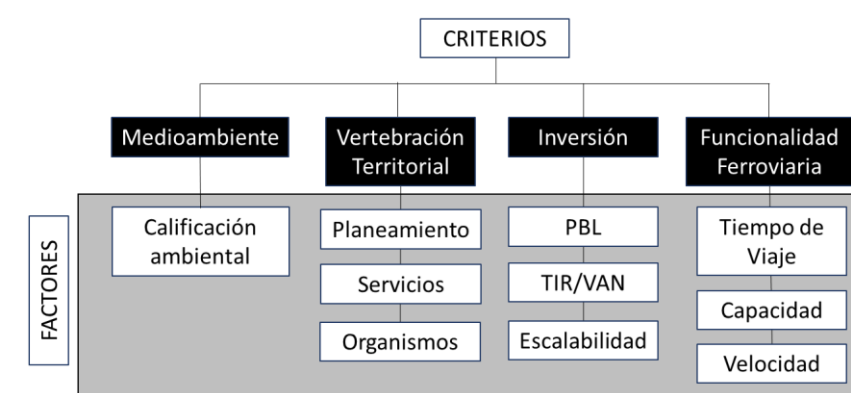 CRITERIOS
Medioambiente
Vertebración
Territorial
Inversión
Funcionalidad
Ferroviaria
FACTORES
Calificación
ambiental
Planeamiento
Servicios
Organismos
PBL
TIR/VAN
Escalabilidad
Tiempo de
Viaje
Capacidad
Velocidad